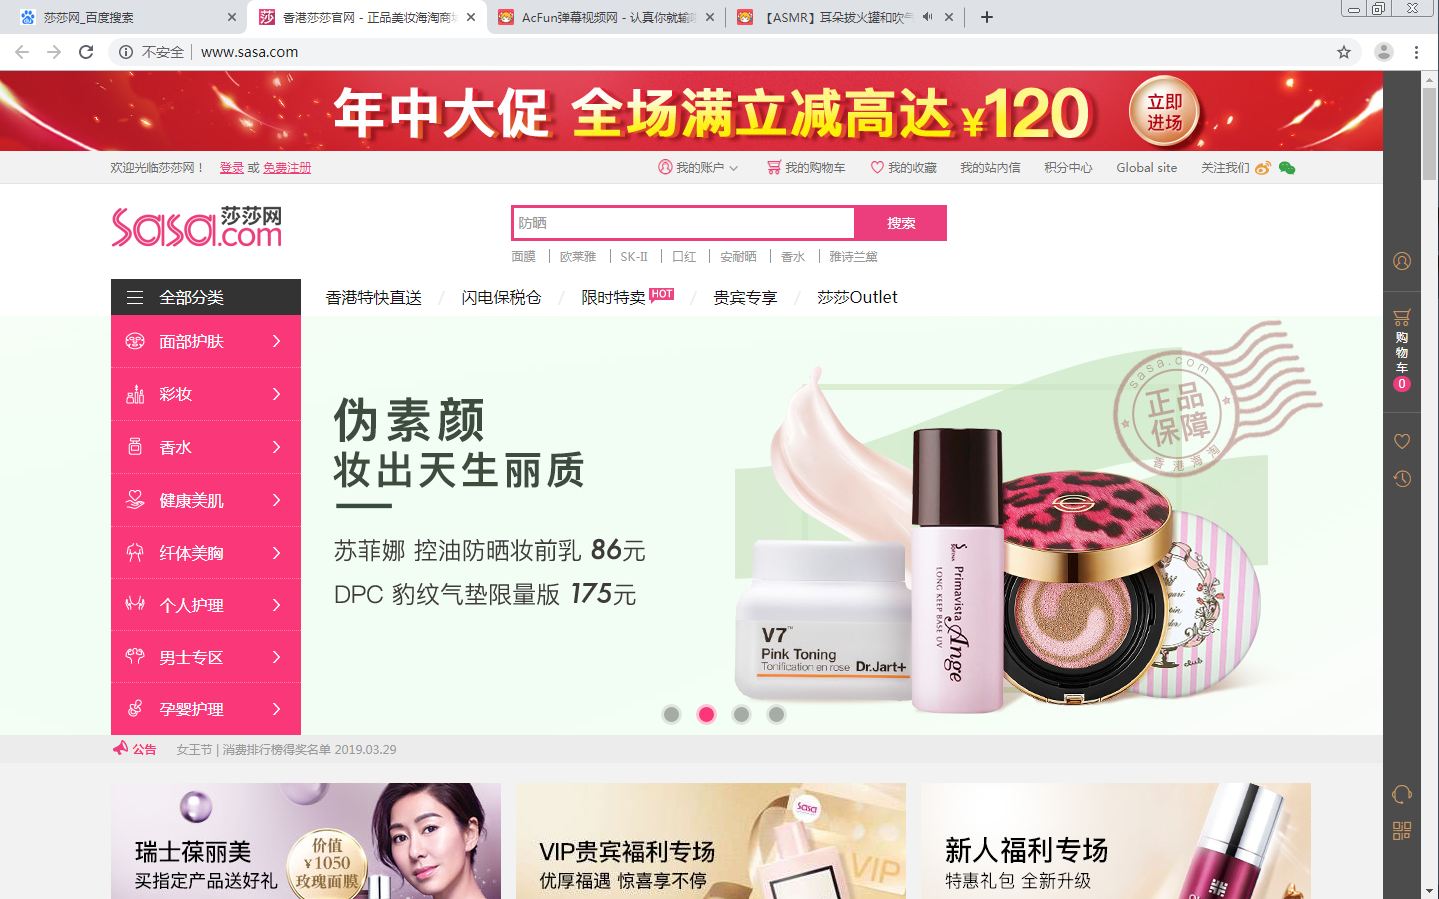 莎莎网_百度搜索
香港莎莎官网 - 正品美妆海淘商
AcFun弹幕视频网 - 认真你就输
【ASMR】耳朵拔火罐和吹
不安全 www.sasa.com
年中大促 全场满立减高达¥120 立即进场
欢迎光临莎莎网！ 登录 或 免费注册 我的账户 我的购物车 我的收藏 我的站内信 积分中心 Global site 关注我们
sasa.com 莎莎网
防晒 搜索
面膜 欧莱雅 SK-II 口红 安耐晒 香水 雅诗兰黛
全部分类 香港特快直送 / 闪电保税仓 / 限时特卖 HOT / 贵宾专享 / 莎莎Outlet
面部护肤
彩妆
香水
健康美肌
纤体美胸
个人护理
男士专区
孕婴护理
伪素颜
妆出天生丽质
苏菲娜 控油防晒妆前乳 86元
DPC 豹纹气垫限量版 175元
sasa.com
正品
保障
香港海淘
V7™
Pink Toning
Tonification en rose Dr.Jart+
SOFINA
Primavista
Ange
LONG KEEP BASE UV
club
购物车
0
公告 女王节 | 消费排行榜得奖名单 2019.03.29
瑞士葆丽美
买指定产品送好礼
价值
¥1050
玫瑰面膜
VIP贵宾福利专场
优厚福遇 惊喜享不停
sasa
VIP
新人福利专场
特惠礼包 全新升级